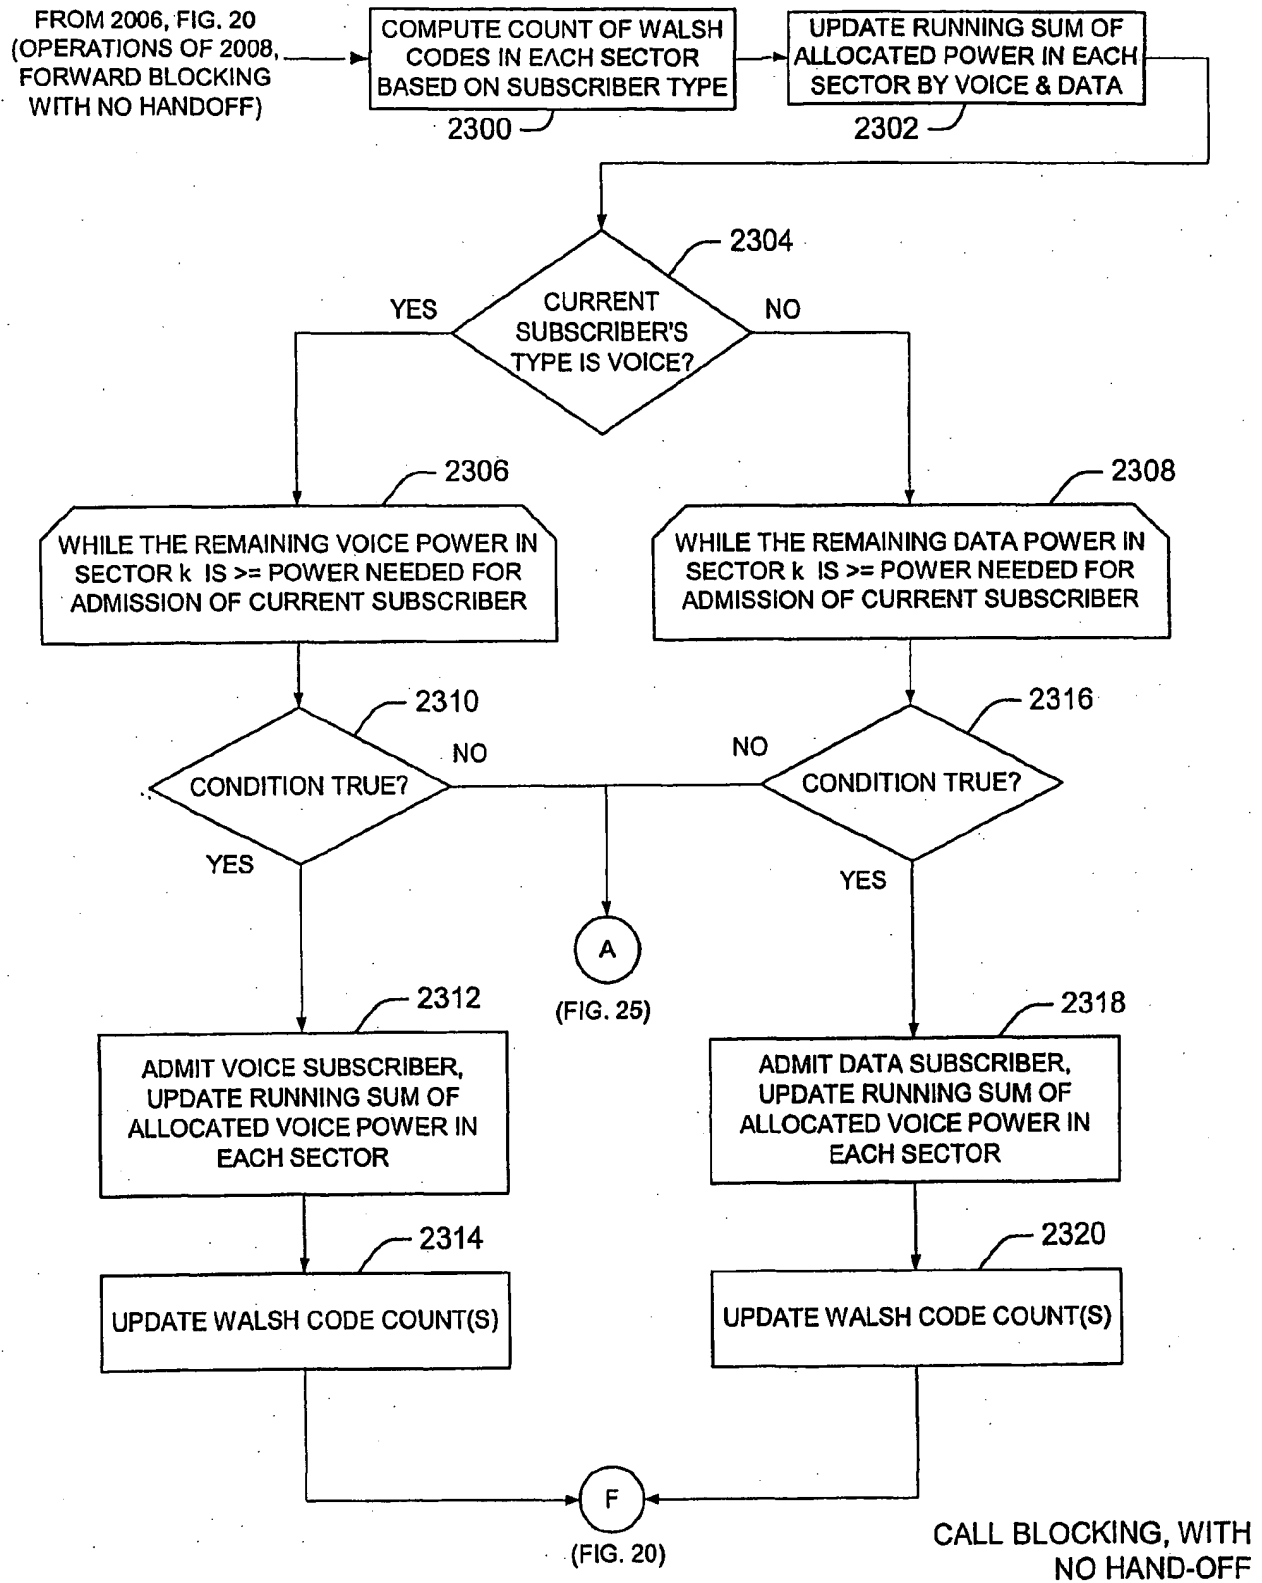 FROM 2006, FIG. 20
(OPERATIONS OF 2008,
FORWARD BLOCKING
WITH NO HANDOFF)
COMPUTE COUNT OF WALSH
CODES IN EACH SECTOR
BASED ON SUBSCRIBER TYPE
2300
UPDATE RUNNING SUM OF
ALLOCATED POWER IN EACH
SECTOR BY VOICE & DATA
2302
2304
CURRENT
SUBSCRIBER'S
TYPE IS VOICE?
YES
NO
2306
WHILE THE REMAINING VOICE POWER IN
SECTOR k IS >= POWER NEEDED FOR
ADMISSION OF CURRENT SUBSCRIBER
2308
WHILE THE REMAINING DATA POWER IN
SECTOR k IS >= POWER NEEDED FOR
ADMISSION OF CURRENT SUBSCRIBER
2310
CONDITION TRUE?
NO
YES
2316
NO
CONDITION TRUE?
YES
A
(FIG. 25)
2312
ADMIT VOICE SUBSCRIBER,
UPDATE RUNNING SUM OF
ALLOCATED VOICE POWER IN
EACH SECTOR
2318
ADMIT DATA SUBSCRIBER,
UPDATE RUNNING SUM OF
ALLOCATED VOICE POWER IN
EACH SECTOR
2314
UPDATE WALSH CODE COUNT(S)
2320
UPDATE WALSH CODE COUNT(S)
F
(FIG. 20)
CALL BLOCKING, WITH
NO HAND-OFF